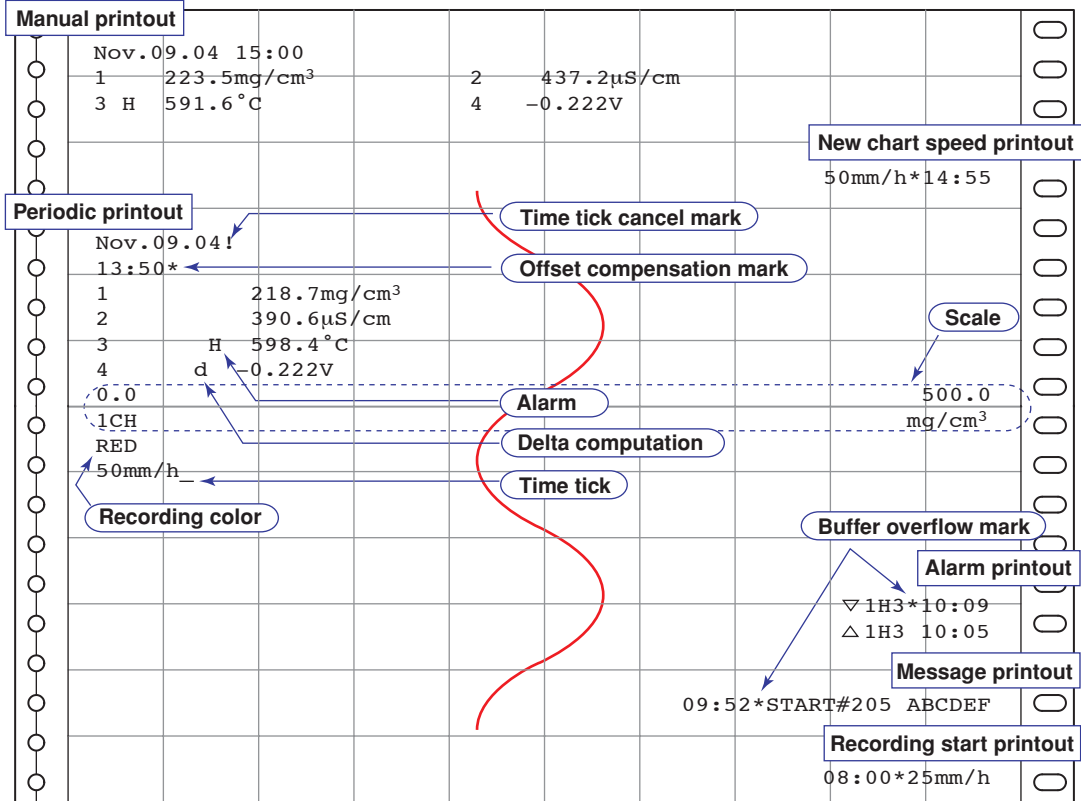 Manual printout
Nov.09.04 15:00
1 223.5mg/cm³ 2 437.2µS/cm
3 H 591.6˚C 4 −0.222V
New chart speed printout
50mm/h*14:55
Periodic printout
Time tick cancel mark
Nov.09.04!
13:50*
Offset compensation mark
1 218.7mg/cm³
2 390.6µS/cm
Scale
3 H 598.4˚C
4 d −0.222V
0.0 500.0
Alarm
1CH mg/cm³
RED
Delta computation
50mm/h_
Time tick
Recording color
Buffer overflow mark
Alarm printout
▽1H3*10:09
△1H3 10:05
Message printout
09:52*START#205 ABCDEF
Recording start printout
08:00*25mm/h